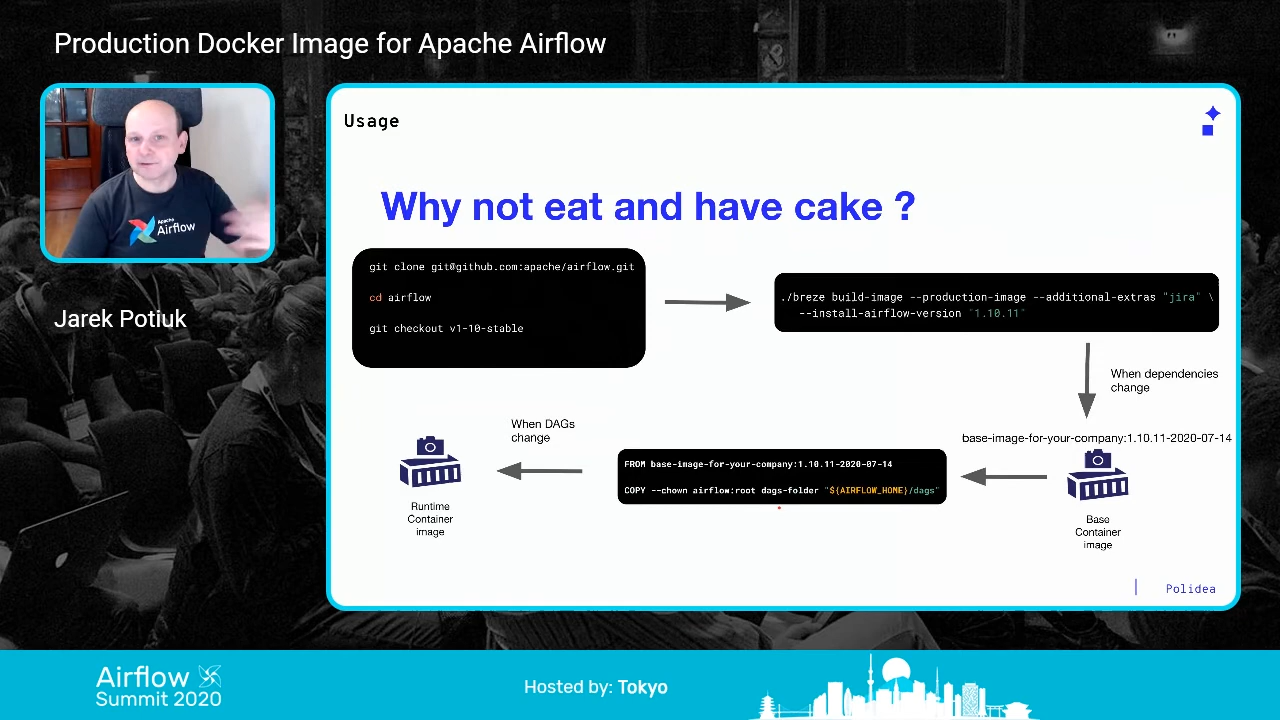 Production Docker Image for Apache Airflow
Apache
Airflow
Jarek Potiuk
Usage
Why not eat and have cake ?
git clone git@github.com:apache/airflow.git
cd airflow
git checkout v1-10-stable
./breze build-image --production-image --additional-extras "jira" \
--install-airflow-version "1.10.11"
When dependencies
change
base-image-for-your-company:1.10.11-2020-07-14
Base
Container
image
FROM base-image-for-your-company:1.10.11-2020-07-14
COPY --chown airflow:root dags-folder "${AIRFLOW_HOME}/dags"
When DAGs
change
Runtime
Container
image
Polidea
Airflow
Summit 2020
Hosted by: Tokyo